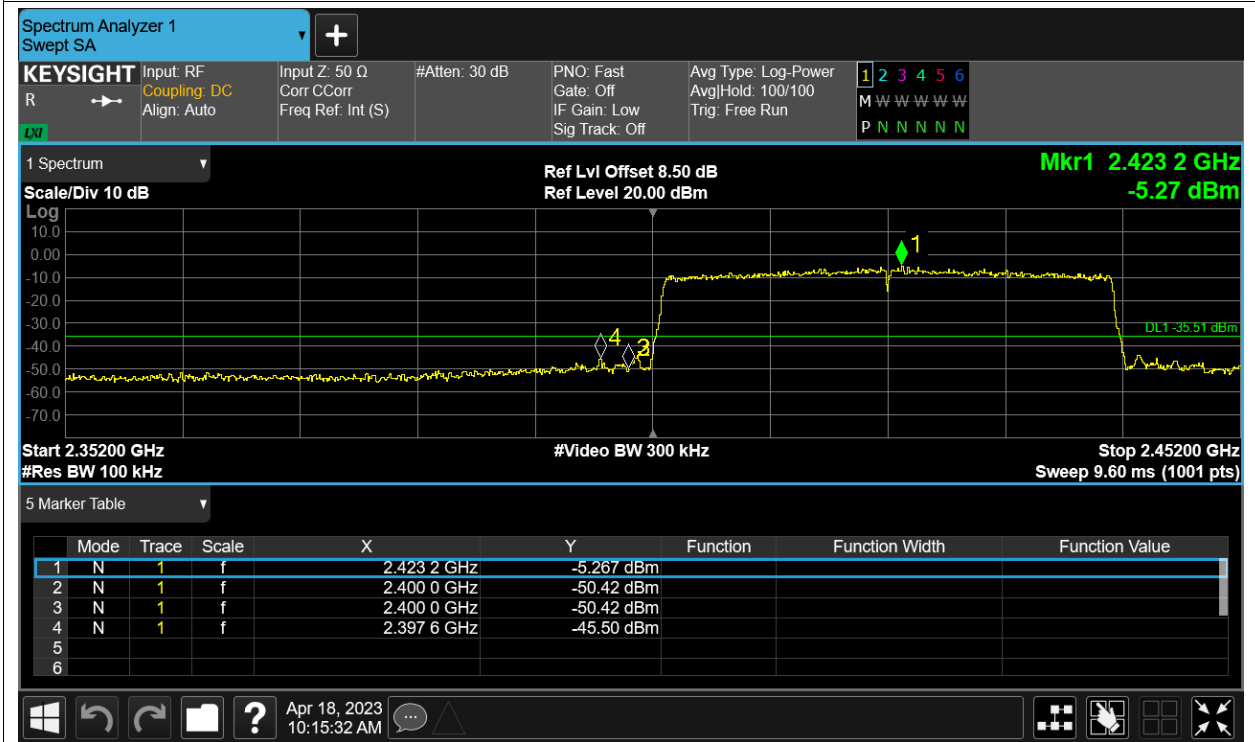 Spectrum Analyzer 1
Swept SA
+
KEYSIGHT
R
LXI
Input: RF
Coupling: DC
Align: Auto
Input Z: 50 Ω
Corr CCorr
Freq Ref: Int (S)
#Atten: 30 dB
PNO: Fast
Gate: Off
IF Gain: Low
Sig Track: Off
Avg Type: Log-Power
Avg|Hold: 100/100
Trig: Free Run
1 2 3 4 5 6
M W W W W W
P N N N N N
1 Spectrum
Scale/Div 10 dB
Ref Lvl Offset 8.50 dB
Ref Level 20.00 dBm
Mkr1 2.423 2 GHz
-5.27 dBm
Log
10.0
0.00
-10.0
-20.0
-30.0
-40.0
-50.0
-60.0
-70.0
1
4
2
DL1 -35.51 dBm
Start 2.35200 GHz
#Res BW 100 kHz
#Video BW 300 kHz
Stop 2.45200 GHz
Sweep 9.60 ms (1001 pts)
5 Marker Table
Mode Trace Scale X Y Function Function Width Function Value
1 N 1 f 2.423 2 GHz -5.267 dBm
2 N 1 f 2.400 0 GHz -50.42 dBm
3 N 1 f 2.400 0 GHz -50.42 dBm
4 N 1 f 2.397 6 GHz -45.50 dBm
5
6
?
Apr 18, 2023
10:15:32 AM